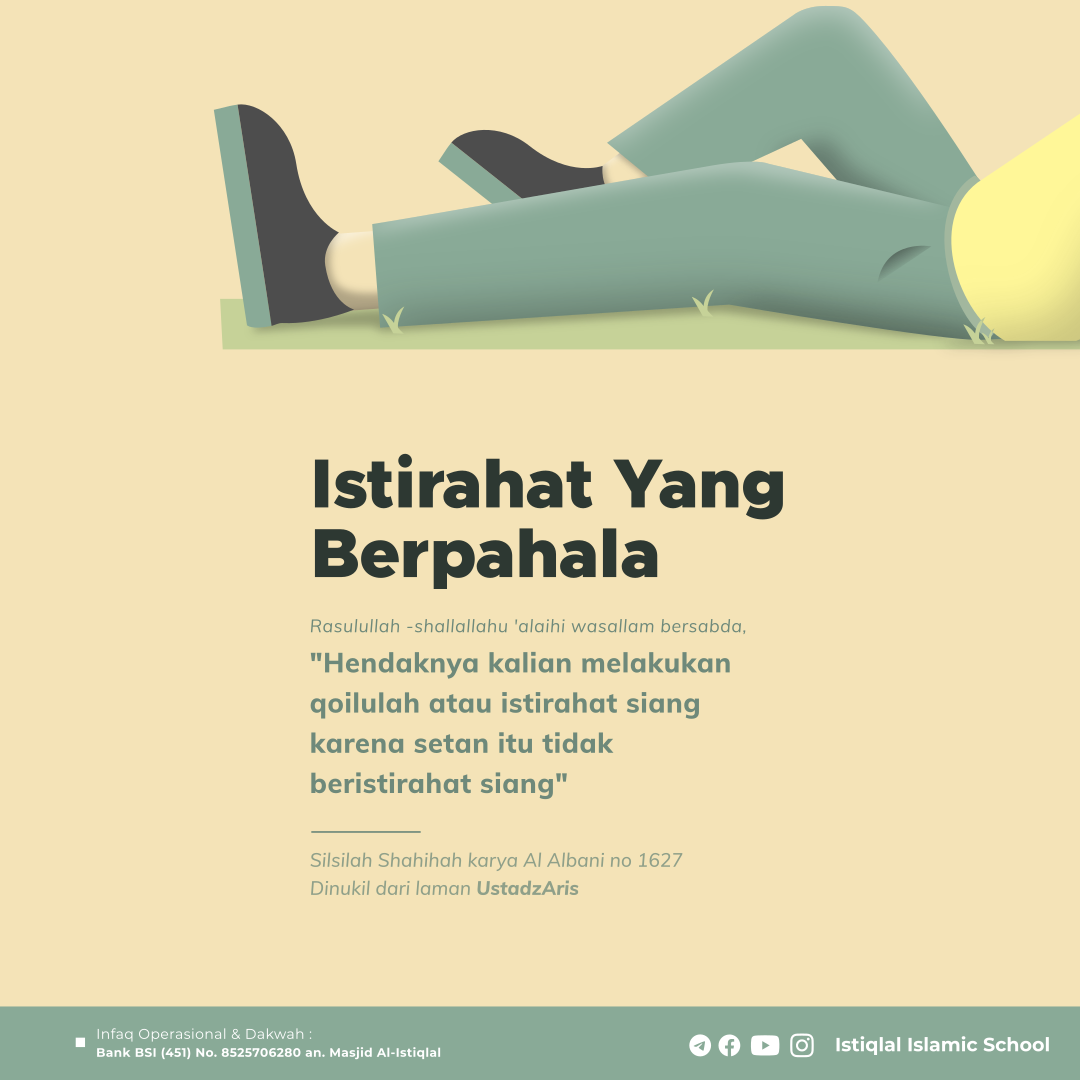 Istirahat Yang
Berpahala
Rasulullah -shallallahu 'alaihi wasallam bersabda,
"Hendaknya kalian melakukan
qoilulah atau istirahat siang
karena setan itu tidak
beristirahat siang"
Silsilah Shahihah karya Al Albani no 1627
Dinukil dari laman UstadzAris
Infaq Operasional & Dakwah :
Bank BSI (451) No. 8525706280 an. Masjid Al-Istiqlal
Istiqlal Islamic School